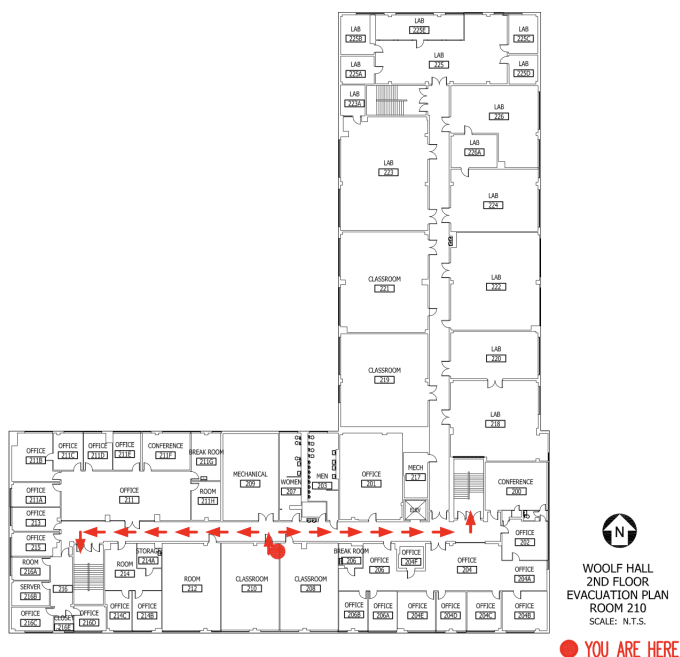 LAB
225B
225E
LAB
225C
LAB
225
LAB
225A
LAB
225D
LAB
223A
LAB
226
LAB
226A
LAB
223
LAB
224
CLASSROOM
221
LAB
222
LAB
220
CLASSROOM
219
LAB
218
OFFICE
211B
OFFICE
211C
OFFICE
211D
OFFICE
211E
CONFERENCE
211F
BREAK ROOM
211G
MECHANICAL
209
WOMEN
207
MEN
203
OFFICE
201
MECH
217
CONFERENCE
200
OFFICE
211A
OFFICE
211
ROOM
211H
OFFICE
213
OFFICE
215
OFFICE
202
ROOM
216A
SERVER
216B
216
ROOM
214
STORAGE
214A
ROOM
212
CLASSROOM
210
CLASSROOM
208
BREAK ROOM
206
OFFICE
206
OFFICE
204F
OFFICE
204
OFFICE
204A
OFFICE
216C
CLOSET
216E
OFFICE
216D
OFFICE
214C
OFFICE
214B
OFFICE
206B
OFFICE
206A
OFFICE
204E
OFFICE
204D
OFFICE
204C
OFFICE
204B
N
WOOLF HALL
2ND FLOOR
EVACUATION PLAN
ROOM 210
SCALE: N.T.S.
YOU ARE HERE